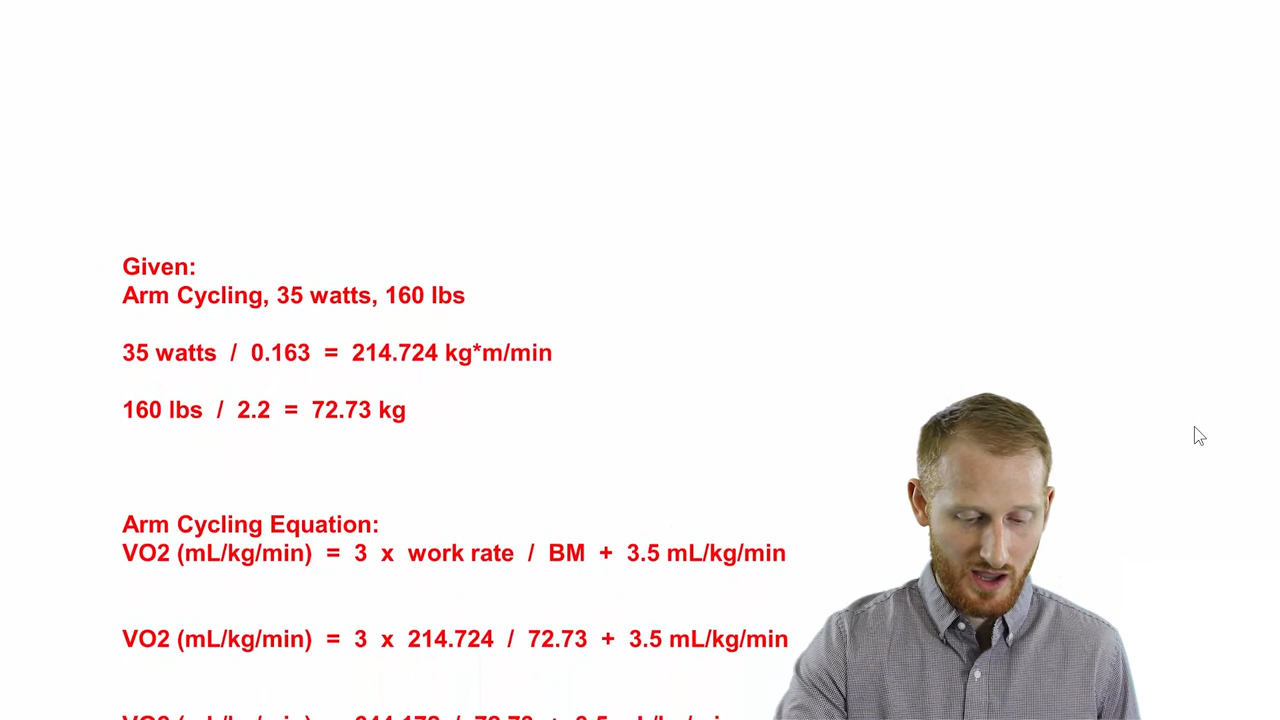 Given:
Arm Cycling, 35 watts, 160 lbs
35 watts / 0.163 = 214.724 kg*m/min
160 lbs / 2.2 = 72.73 kg
Arm Cycling Equation:
VO2 (mL/kg/min) = 3 x work rate / BM + 3.5 mL/kg/min
VO2 (mL/kg/min) = 3 x 214.724 / 72.73 + 3.5 mL/kg/min